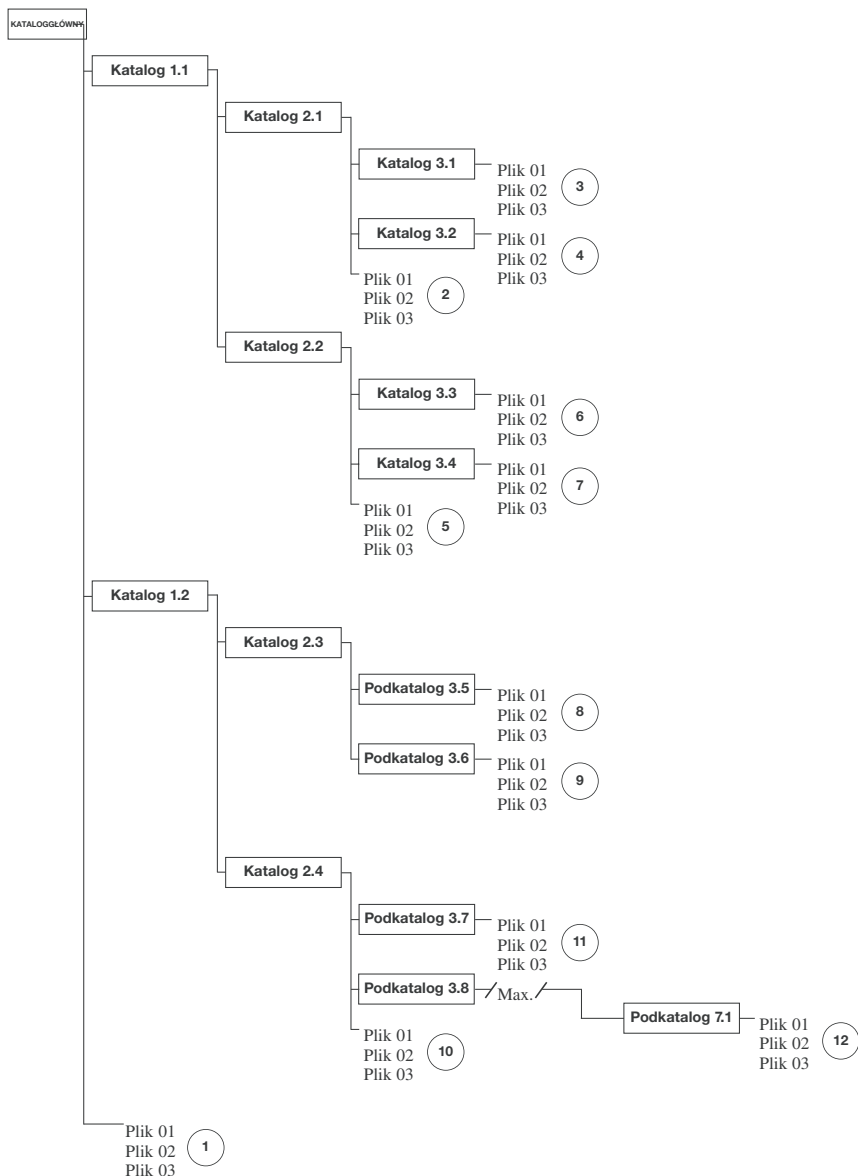 KATALOGGŁÓWNY
Katalog 1.1
Katalog 2.1
Katalog 3.1
Plik 01
Plik 02
Plik 03
3
Katalog 3.2
Plik 01
Plik 02
Plik 03
4
Plik 01
Plik 02
Plik 03
2
Katalog 2.2
Katalog 3.3
Plik 01
Plik 02
Plik 03
6
Katalog 3.4
Plik 01
Plik 02
Plik 03
7
Plik 01
Plik 02
Plik 03
5
Katalog 1.2
Katalog 2.3
Podkatalog 3.5
Plik 01
Plik 02
Plik 03
8
Podkatalog 3.6
Plik 01
Plik 02
Plik 03
9
Katalog 2.4
Podkatalog 3.7
Plik 01
Plik 02
Plik 03
11
Podkatalog 3.8
Max.
Podkatalog 7.1
Plik 01
Plik 02
Plik 03
12
Plik 01
Plik 02
Plik 03
10
Plik 01
Plik 02
Plik 03
1